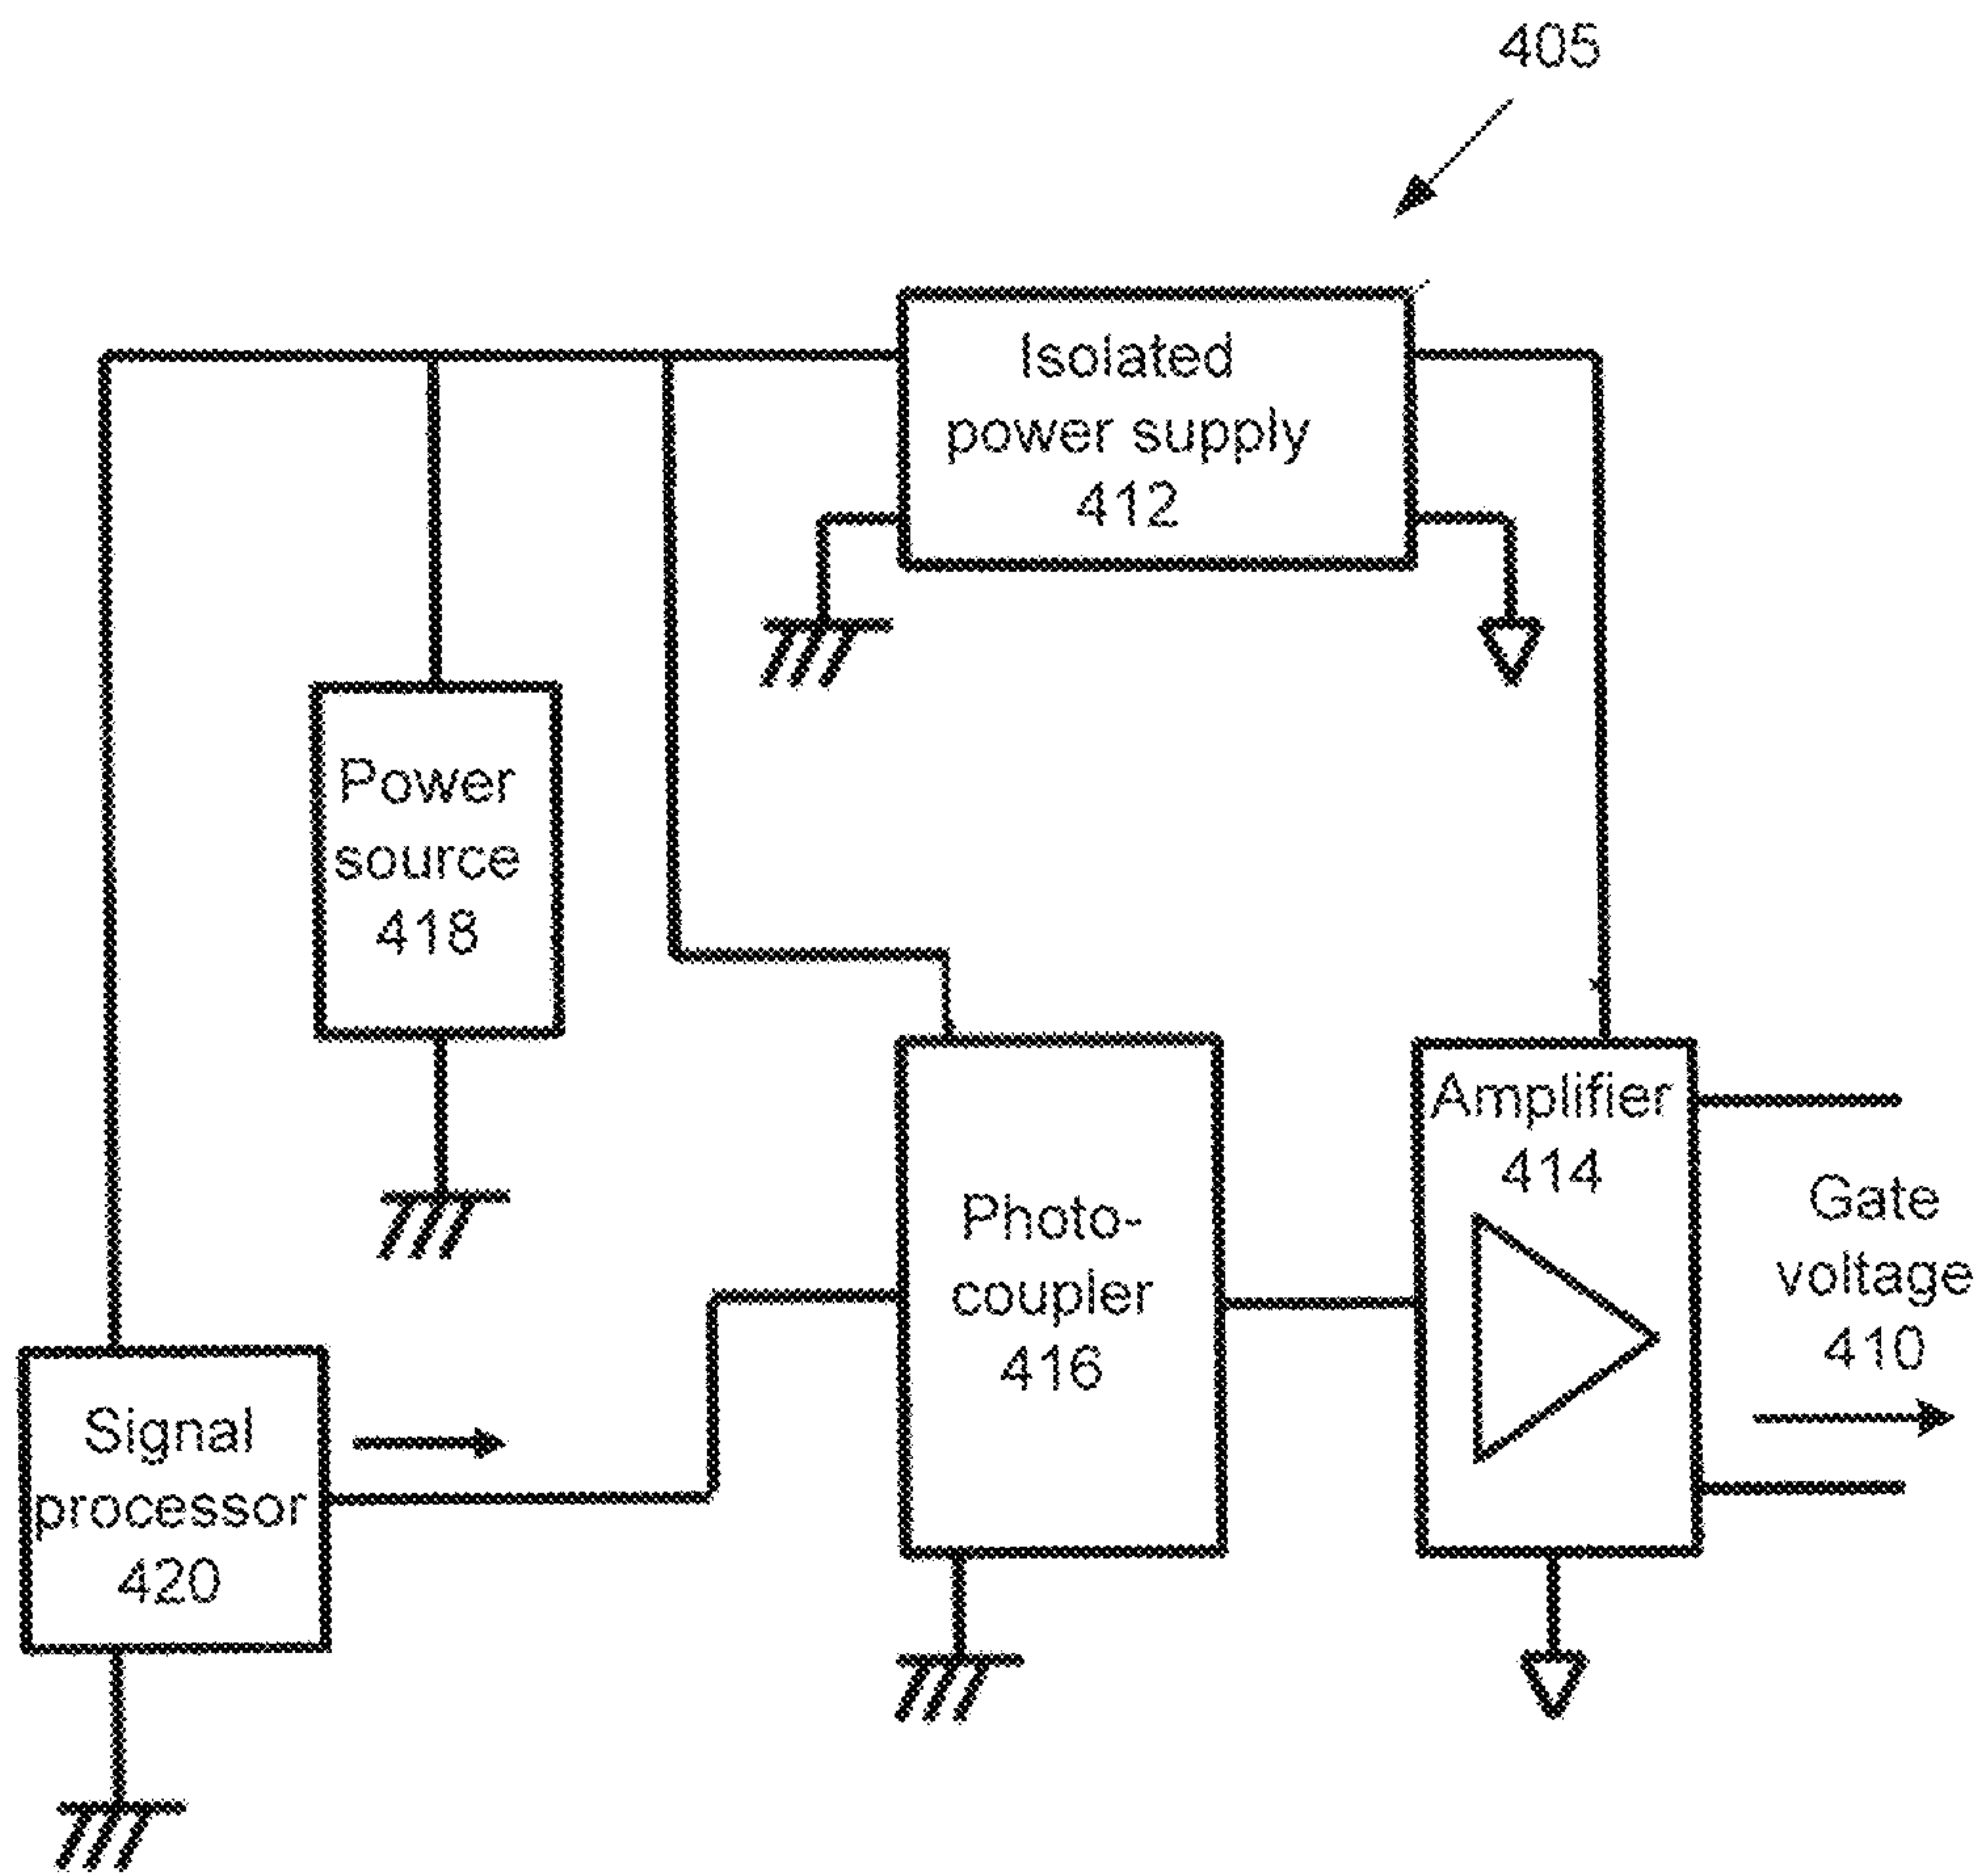 405
Isolated
power supply
412
Power
source
418
Amplifier
414
Photo-
coupler
416
Gate
voltage
410
Signal
processor
420